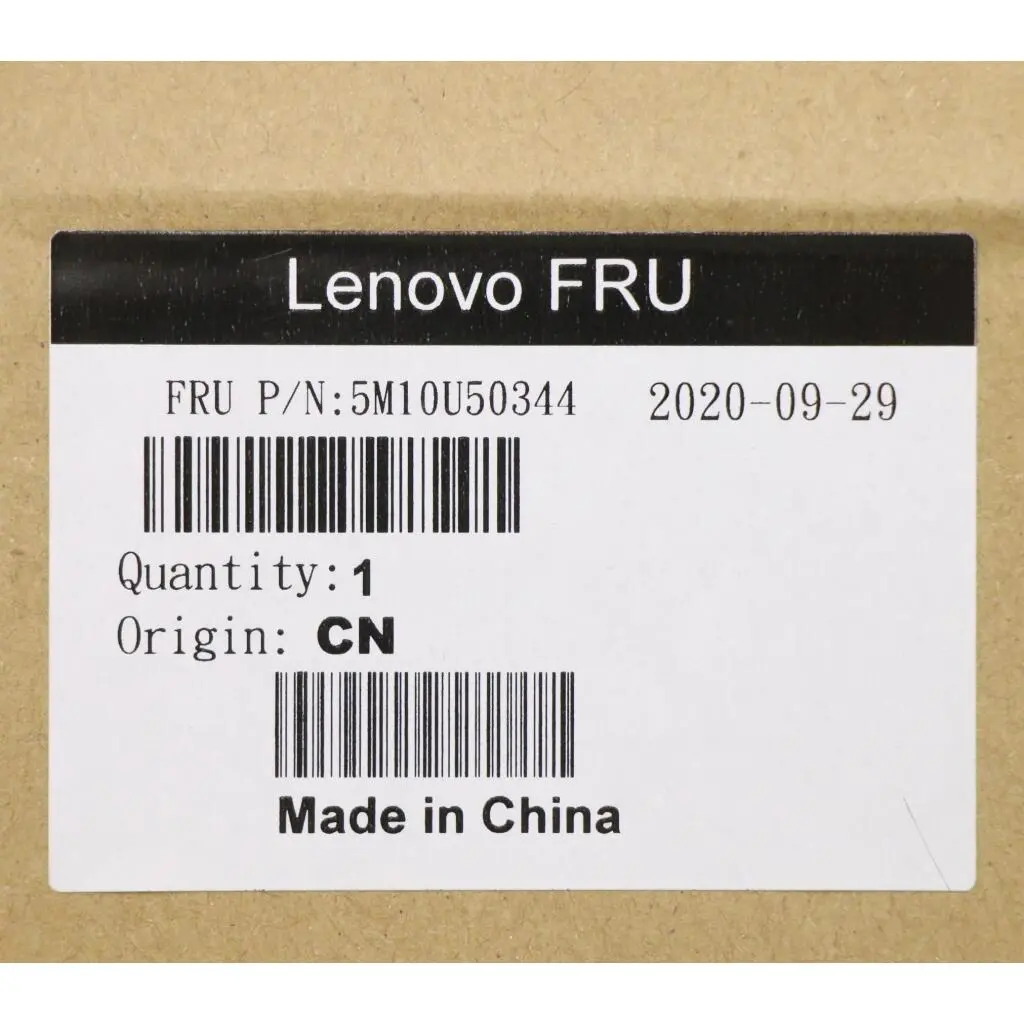 Lenovo FRU
FRU P/N:5M10U50344 2020-09-29
Quantity: 1
Origin: CN
Made in China